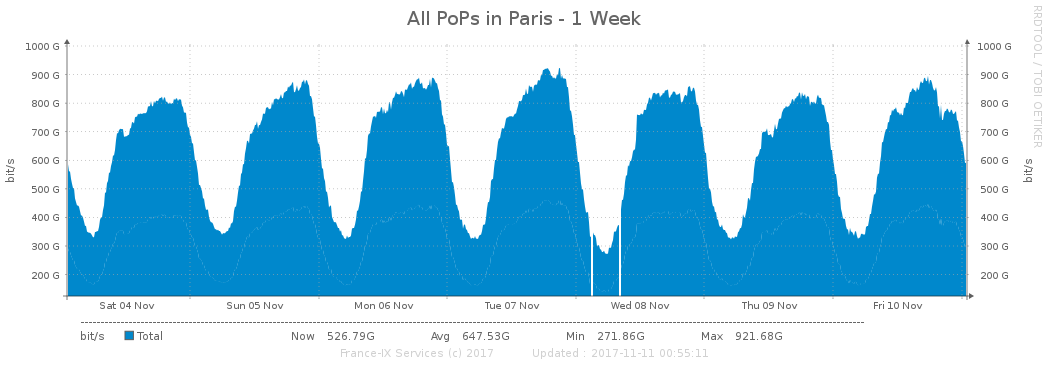 All PoPs in Paris - 1 Week
RRDTOOL / TOBI OETIKER
1000 G 1000 G
900 G 900 G
800 G 800 G
700 G 700 G
600 G 600 G
500 G 500 G
400 G 400 G
300 G 300 G
200 G 200 G
bit/s bit/s
Sat 04 Nov Sun 05 Nov Mon 06 Nov Tue 07 Nov Wed 08 Nov Thu 09 Nov Fri 10 Nov
bit/s Total Now 526.79G Avg 647.53G Min 271.86G Max 921.68G
France-IX Services (c) 2017 Updated : 2017-11-11 00:55:11